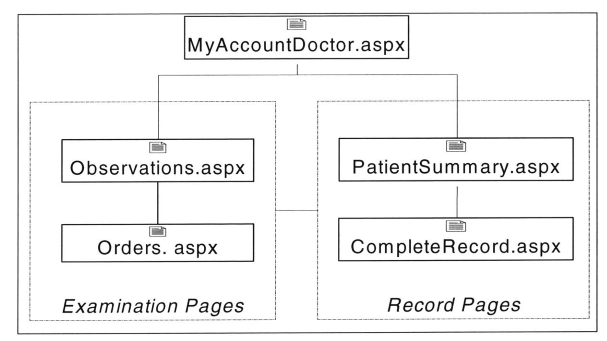 MyAccountDoctor.aspx
Observations.aspx
Orders. aspx
Examination Pages
PatientSummary.aspx
CompleteRecord.aspx
Record Pages